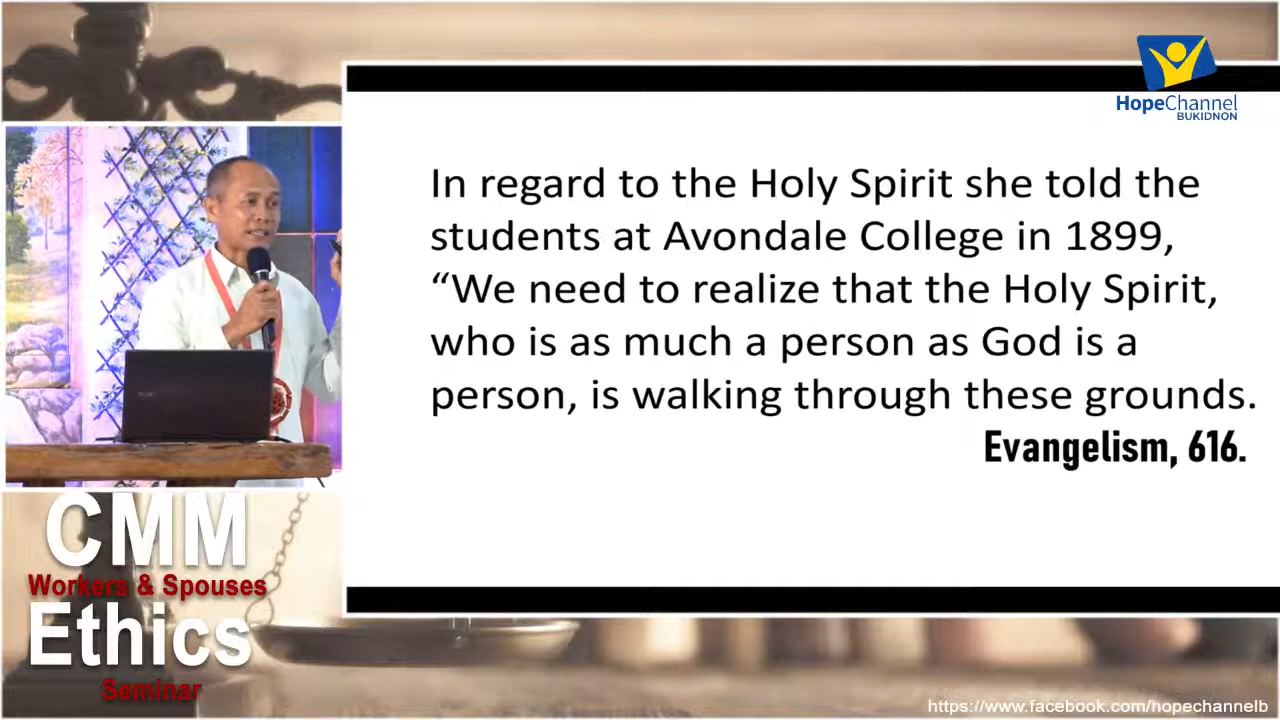 HopeChannel
BUKIDNON
In regard to the Holy Spirit she told the
students at Avondale College in 1899,
“We need to realize that the Holy Spirit,
who is as much a person as God is a
person, is walking through these grounds.
Evangelism, 616.
CMM
Workers & Spouses
Ethics
Seminar
https://www.facebook.com/hopechannelb